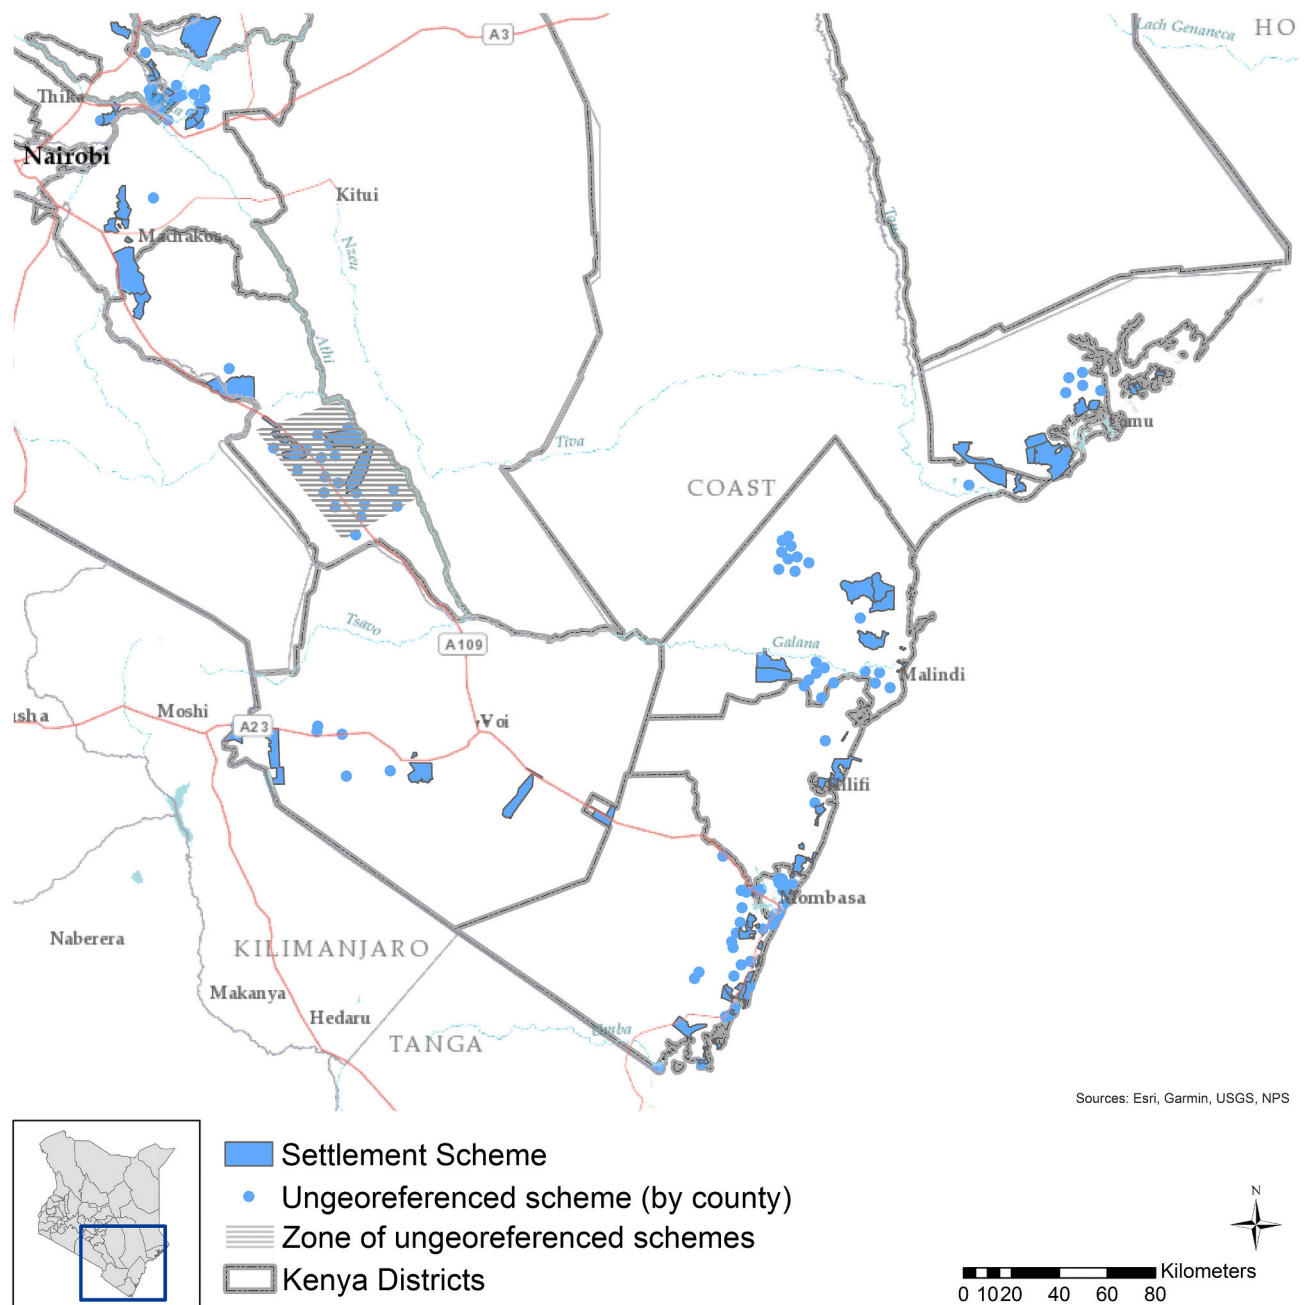 Lach Genaneca
HO
A3
Thika
Nairobi
Kitui
Machakos
Nzeu
Tana
Athi
Tiva
Lamu
COAST
Tsavo
A109
Galana
Malindi
Moshi
A23
Voi
Kilifi
Mombasa
Naberera
KILIMANJARO
Makanya
Hedaru
TANGA
Umba
Sources: Esri, Garmin, USGS, NPS
Settlement Scheme
Ungeoreferenced scheme (by county)
Zone of ungeoreferenced schemes
Kenya Districts
N
Kilometers
0 10 20 40 60 80